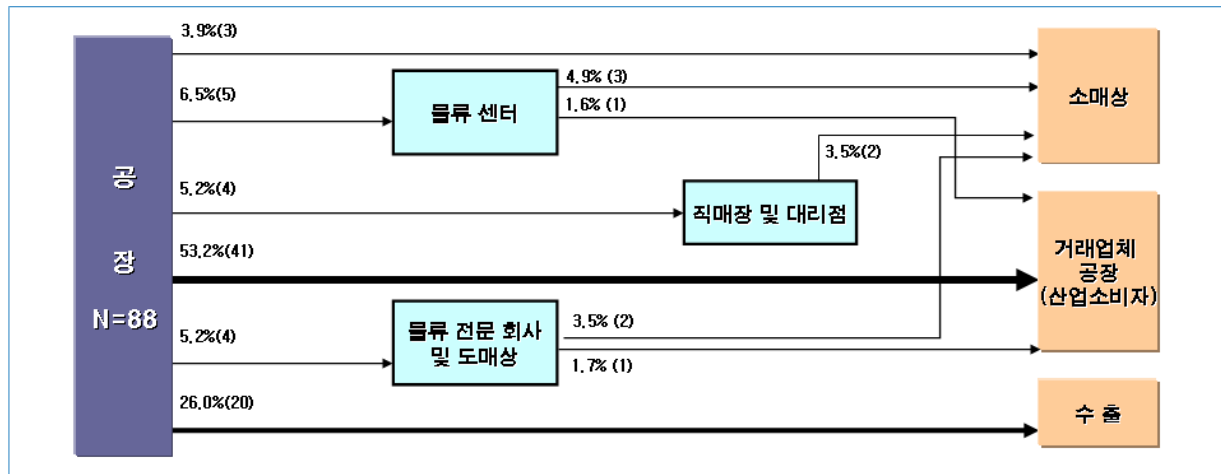 3.9%(3)
4.9% (3)
소매상
6.5%(5)
물류 센터
1.6% (1)
3.5%(2)
공
5.2%(4)
직매장 및 대리점
장
53.2%(41)
거래업체
공장
(산업소비자)
N=88
5.2%(4)
물류 전문 회사
및 도매상
3.5% (2)
1.7% (1)
26.0%(20)
수 출